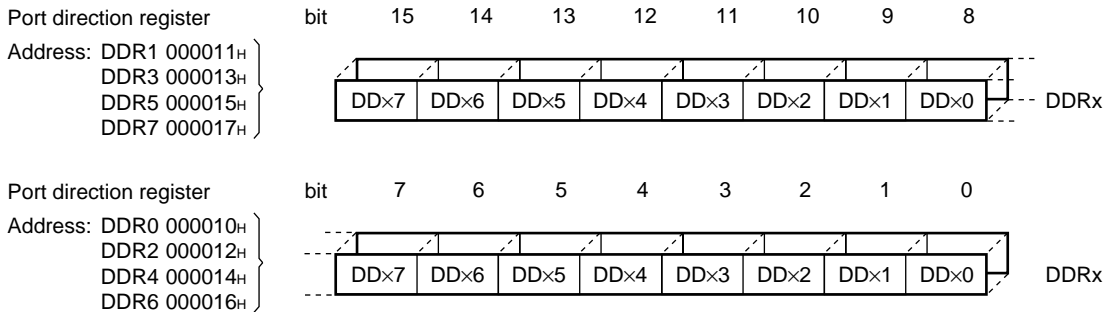 Port direction register bit 15 14 13 12 11 10 9 8
Address: DDR1 000011H
DDR3 000013H
DDR5 000015H
DDR7 000017H
DD×7 DD×6 DD×5 DD×4 DD×3 DD×2 DD×1 DD×0 DDRx
Port direction register bit 7 6 5 4 3 2 1 0
Address: DDR0 000010H
DDR2 000012H
DDR4 000014H
DDR6 000016H
DD×7 DD×6 DD×5 DD×4 DD×3 DD×2 DD×1 DD×0 DDRx